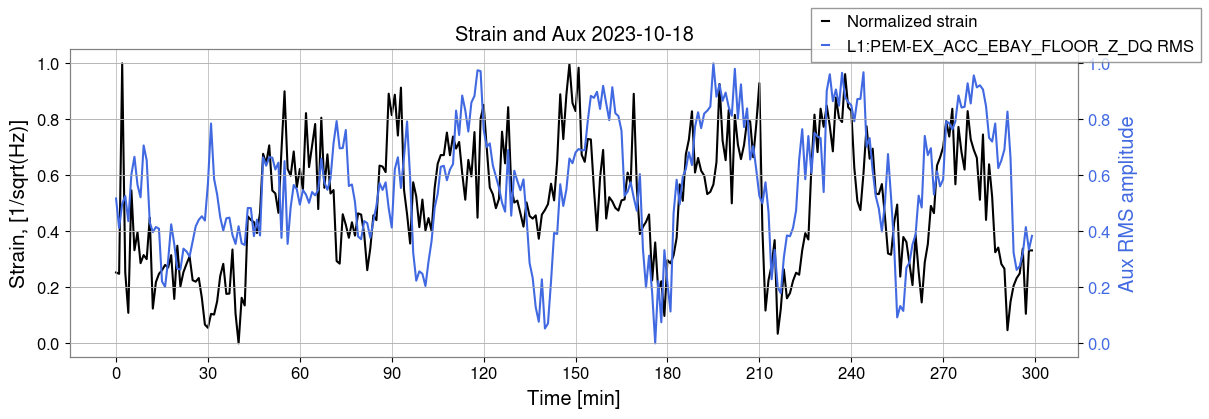 Strain and Aux 2023-10-18
Normalized strain
L1:PEM-EX_ACC_EBAY_FLOOR_Z_DQ RMS
Strain, [1/sqrt(Hz)]
1.0
0.8
0.6
0.4
0.2
0.0
1.0
0.8
0.6
0.4
0.2
0.0
Aux RMS amplitude
0 30 60 90 120 150 180 210 240 270 300
Time [min]